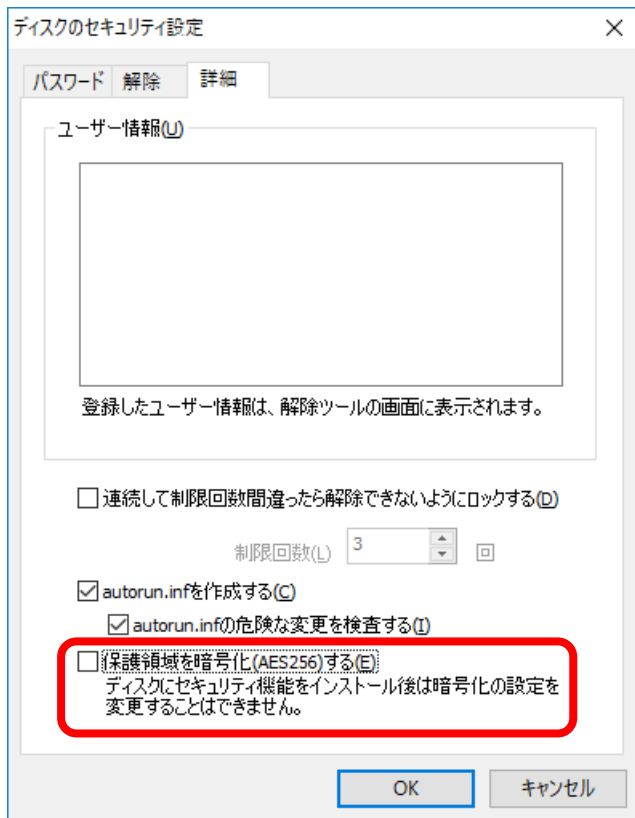 ディスクのセキュリティ設定
パスワード 解除 詳細
ユーザー情報(U)
登録したユーザー情報は、解除ツールの画面に表示されます。
連続して制限回数間違ったら解除できないようにロックする(D)
制限回数(L) 3 回
autorun.infを作成する(C)
autorun.infの危険な変更を検査する(I)
保護領域を暗号化(AES256)する(E)
ディスクにセキュリティ機能をインストール後は暗号化の設定を
変更することはできません。
OK キャンセル